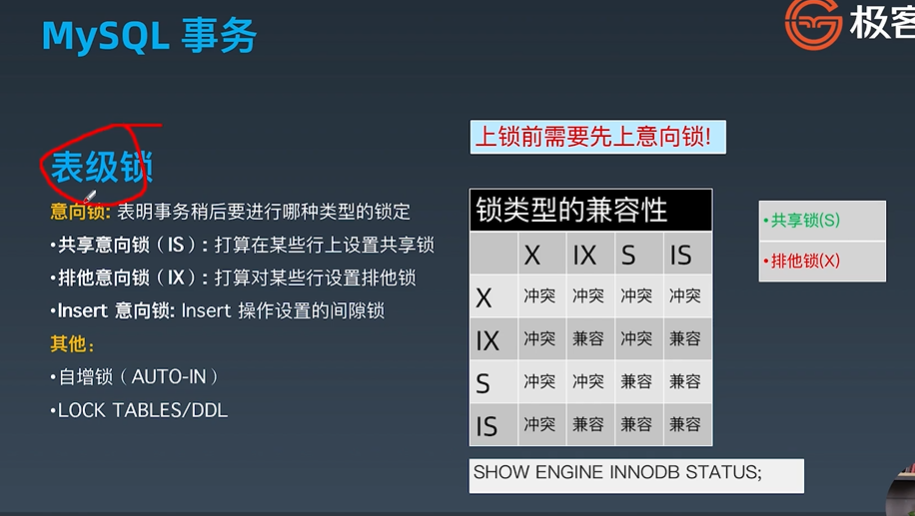 MySQL 事务
极客
表级锁
意向锁: 表明事务稍后要进行哪种类型的锁定
•共享意向锁（IS）: 打算在某些行上设置共享锁
•排他意向锁（IX）: 打算对某些行设置排他锁
•Insert 意向锁: Insert 操作设置的间隙锁
其他:
•自增锁（AUTO-IN）
•LOCK TABLES/DDL
上锁前需要先上意向锁!
锁类型的兼容性
X IX S IS
X 冲突 冲突 冲突 冲突
IX 冲突 兼容 冲突 兼容
S 冲突 冲突 兼容 兼容
IS 冲突 兼容 兼容 兼容
SHOW ENGINE INNODB STATUS;
•共享锁(S)
•排他锁(X)